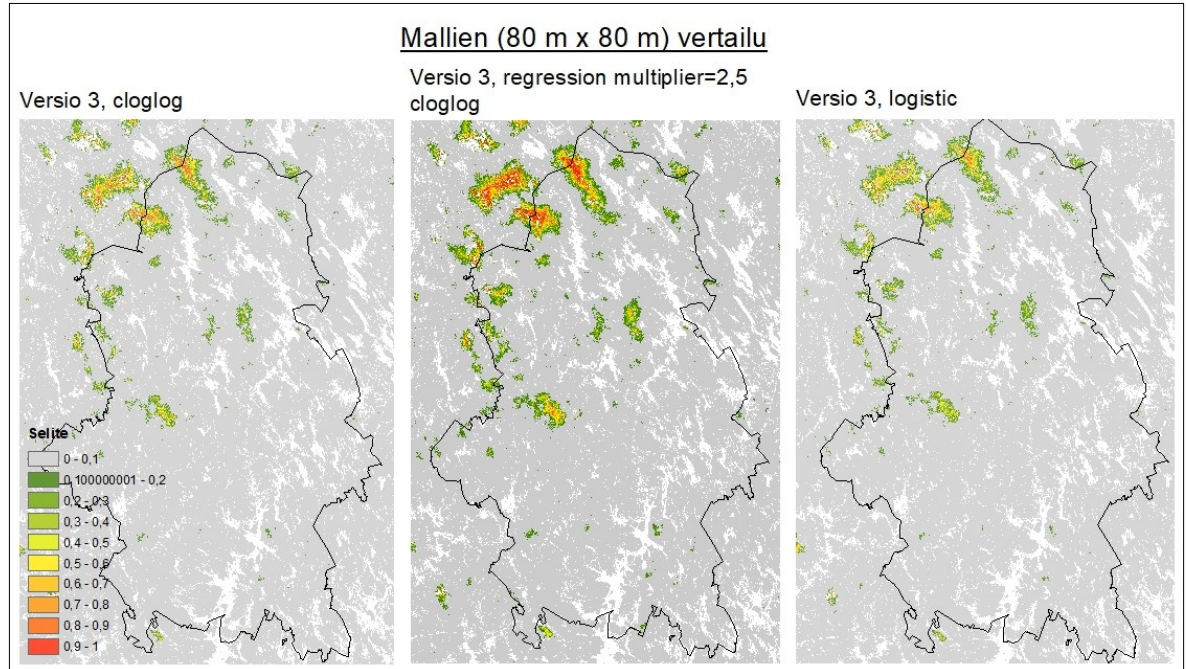 Mallien (80 m x 80 m) vertailu
Versio 3, cloglog
Versio 3, regression multiplier=2,5
cloglog
Versio 3, logistic
Selite
0 - 0,1
0,100000001 - 0,2
0,2 - 0,3
0,3 - 0,4
0,4 - 0,5
0,5 - 0,6
0,6 - 0,7
0,7 - 0,8
0,8 - 0,9
0,9 - 1